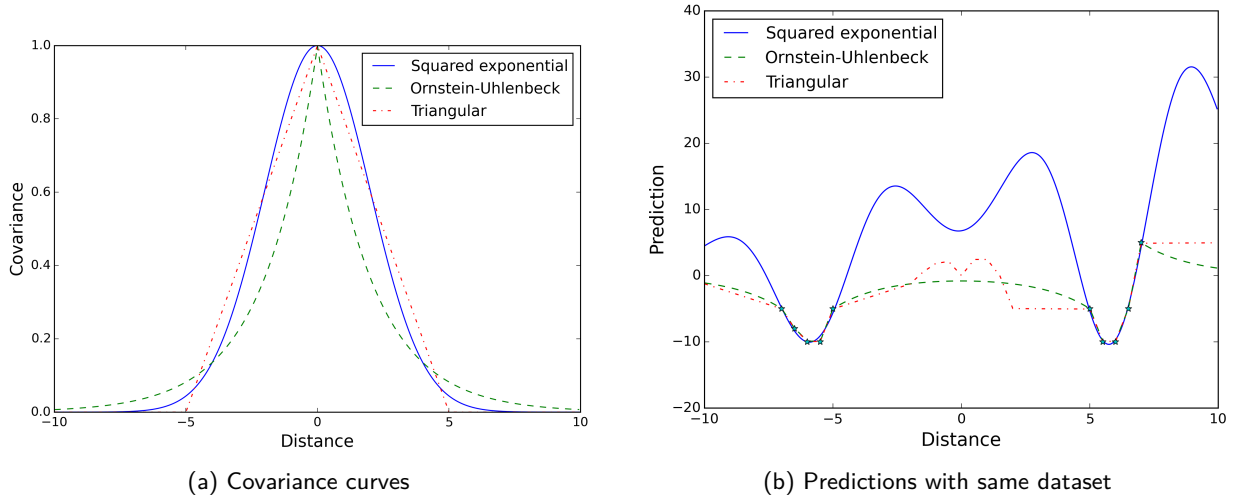 1.0
0.8
0.6
0.4
0.2
0.0
Covariance
−10
−5
0
5
10
Distance
Squared exponential
Ornstein-Uhlenbeck
Triangular
(a) Covariance curves
40
30
20
10
0
−10
−20
Prediction
−10
−5
0
5
10
Distance
Squared exponential
Ornstein-Uhlenbeck
Triangular
(b) Predictions with same dataset